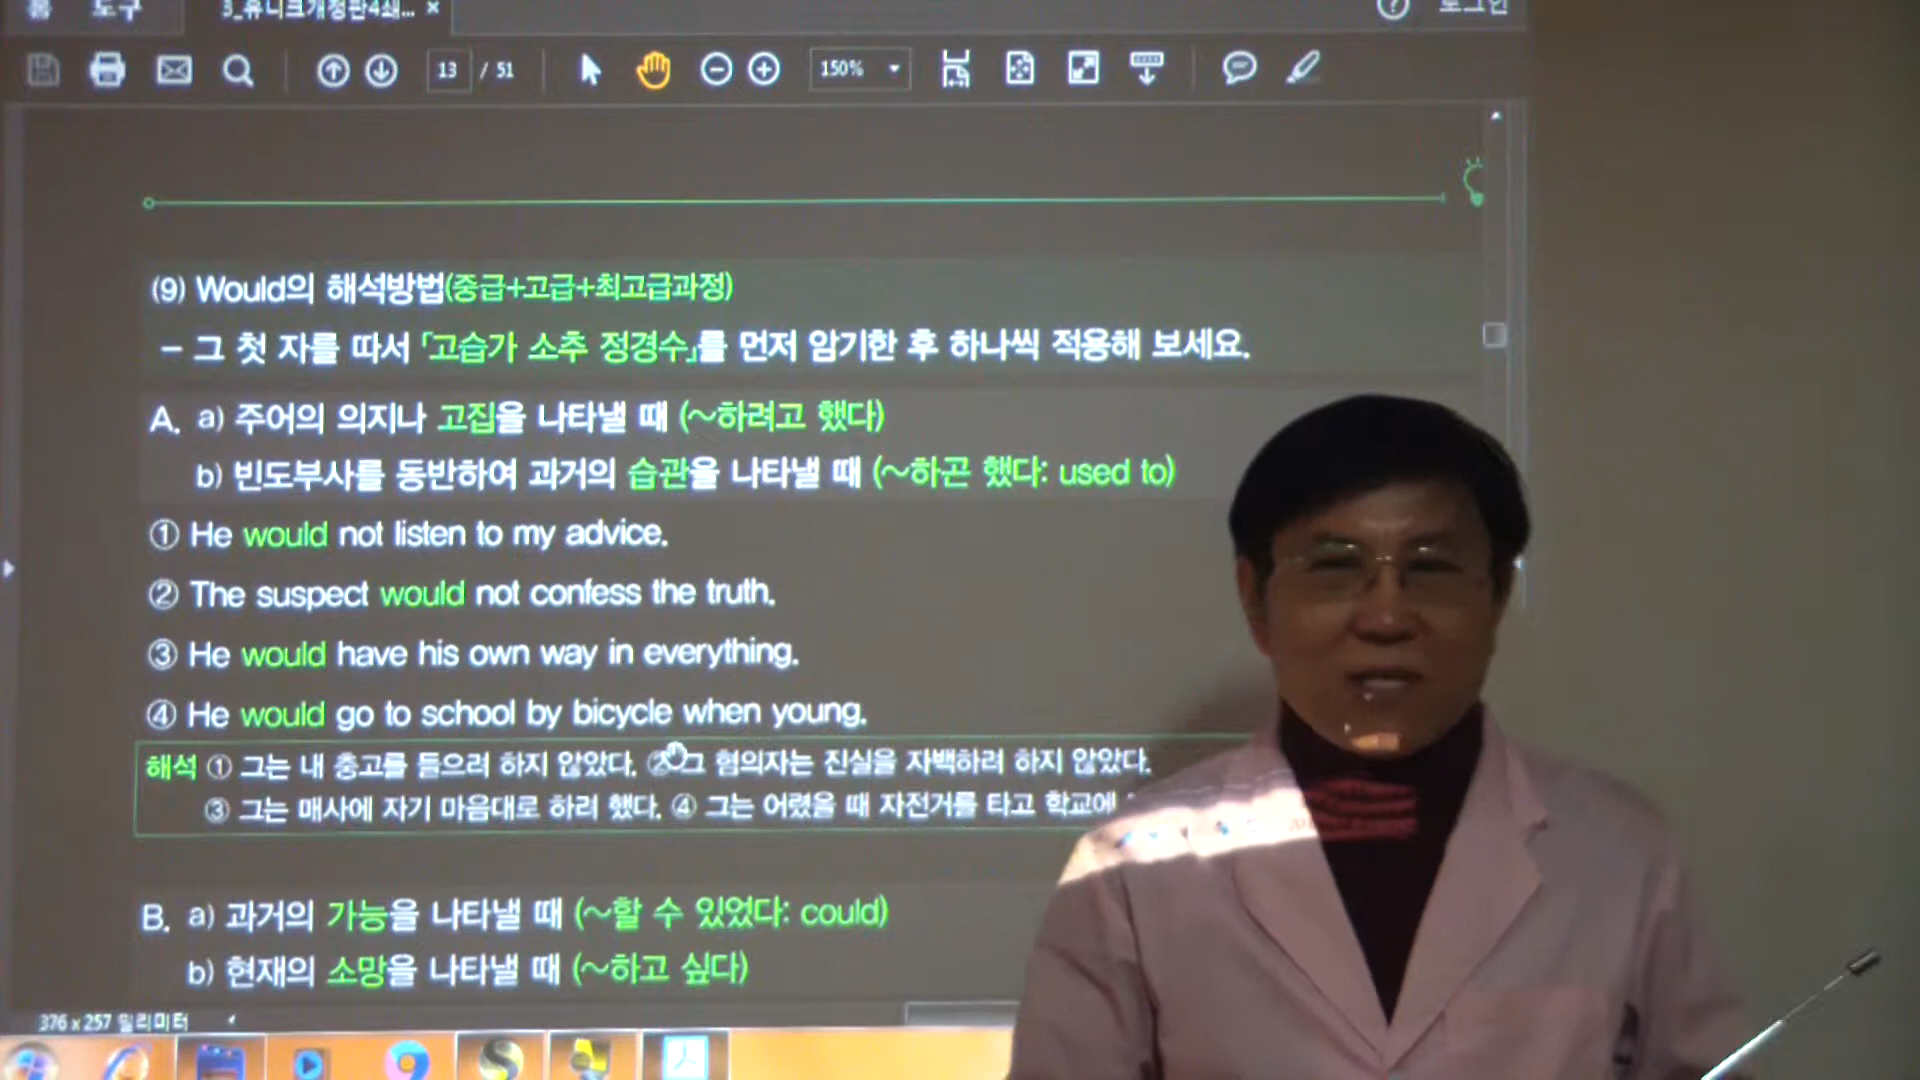 홈 도구 3_유니크개정판4쇄... × 로그인
13 / 51 150%
(9) Would의 해석방법(중급+고급+최고급과정)
– 그 첫 자를 따서 「고습가 소추 정경수」를 먼저 암기한 후 하나씩 적용해 보세요.
A. a) 주어의 의지나 고집을 나타낼 때 (~하려고 했다)
b) 빈도부사를 동반하여 과거의 습관을 나타낼 때 (~하곤 했다: used to)
① He would not listen to my advice.
② The suspect would not confess the truth.
③ He would have his own way in everything.
④ He would go to school by bicycle when young.
해석 ① 그는 내 충고를 들으려 하지 않았다. ② 그 혐의자는 진실을 자백하려 하지 않았다.
③ 그는 매사에 자기 마음대로 하려 했다. ④ 그는 어렸을 때 자전거를 타고 학교에
B. a) 과거의 가능을 나타낼 때 (~할 수 있었다: could)
b) 현재의 소망을 나타낼 때 (~하고 싶다)
376 x 257 밀리미터